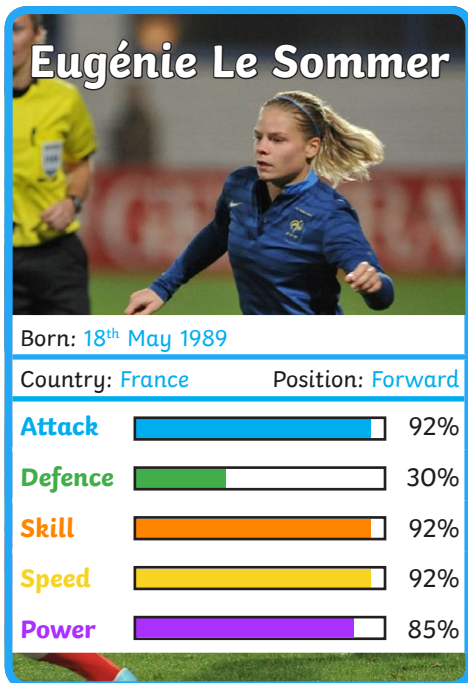 Eugénie Le Sommer
Born: 18th May 1989
Country: France Position: Forward
Attack 92%
Defence 30%
Skill 92%
Speed 92%
Power 85%